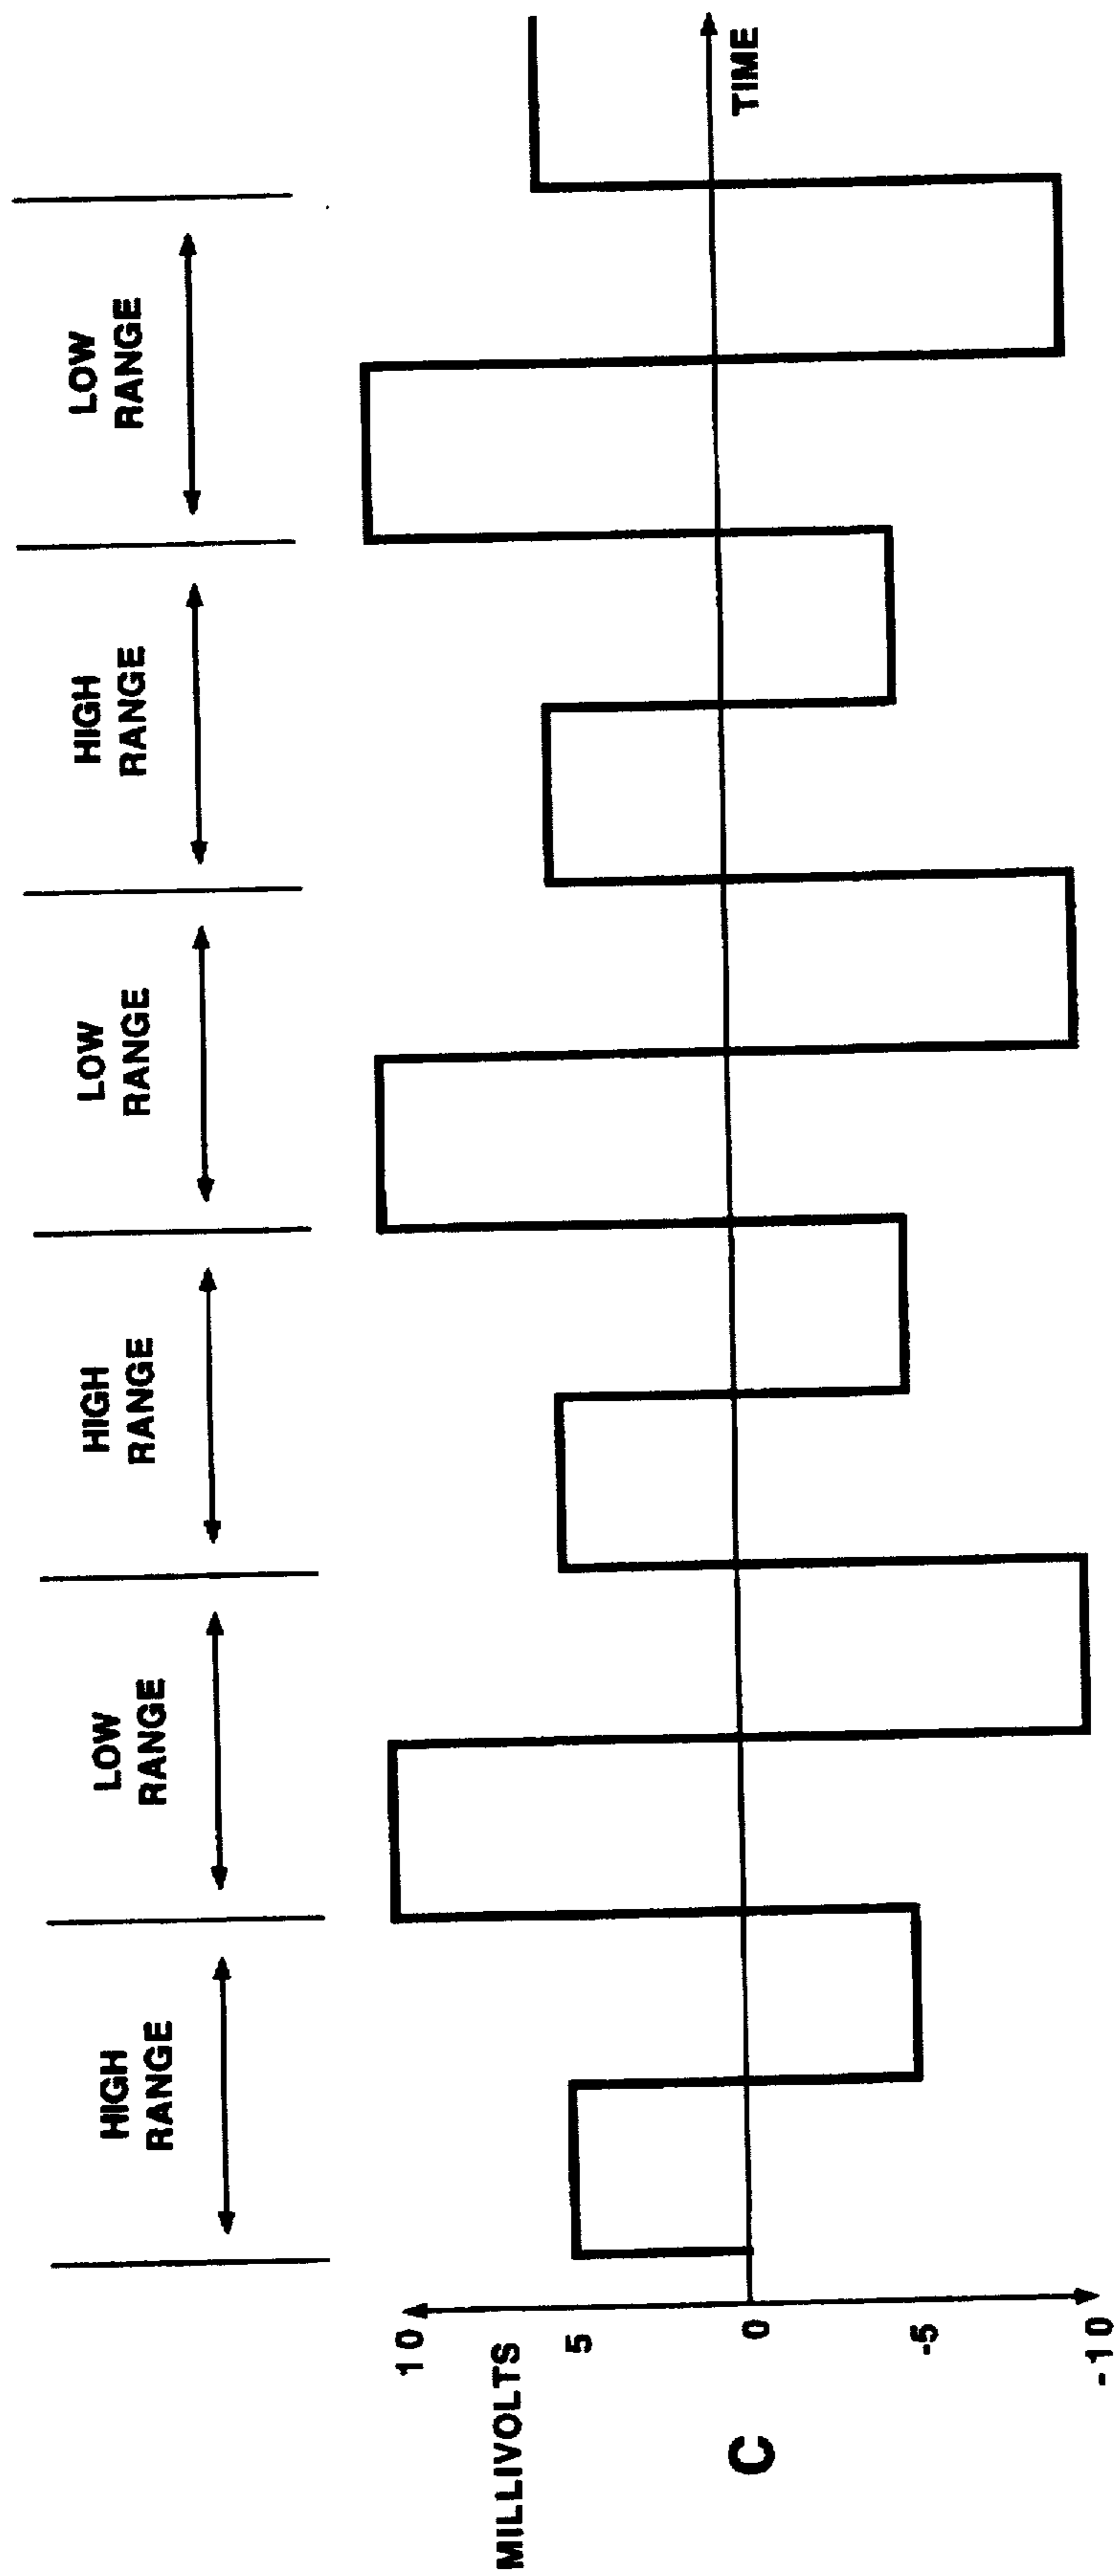 HIGH
RANGE
LOW
RANGE
HIGH
RANGE
LOW
RANGE
HIGH
RANGE
LOW
RANGE
10
MILLIVOLTS
5
0
-5
-10
C
TIME